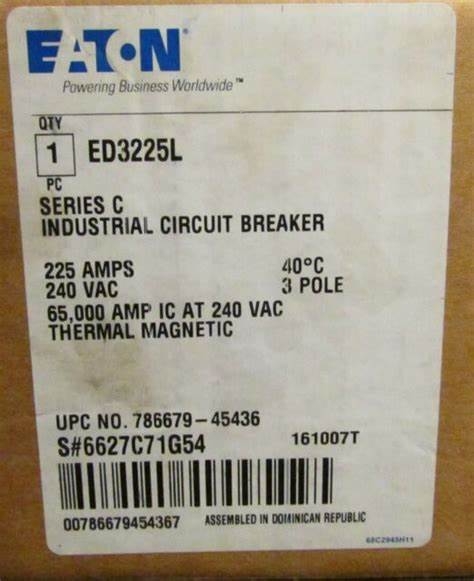 EATON
Powering Business Worldwide™
QTY
1 ED3225L
PC
SERIES C
INDUSTRIAL CIRCUIT BREAKER
225 AMPS 40°C
240 VAC 3 POLE
65,000 AMP IC AT 240 VAC
THERMAL MAGNETIC
UPC NO. 786679-45436
S#6627C71G54 161007T
00786679454367 ASSEMBLED IN DOMINICAN REPUBLIC
68C2945H11